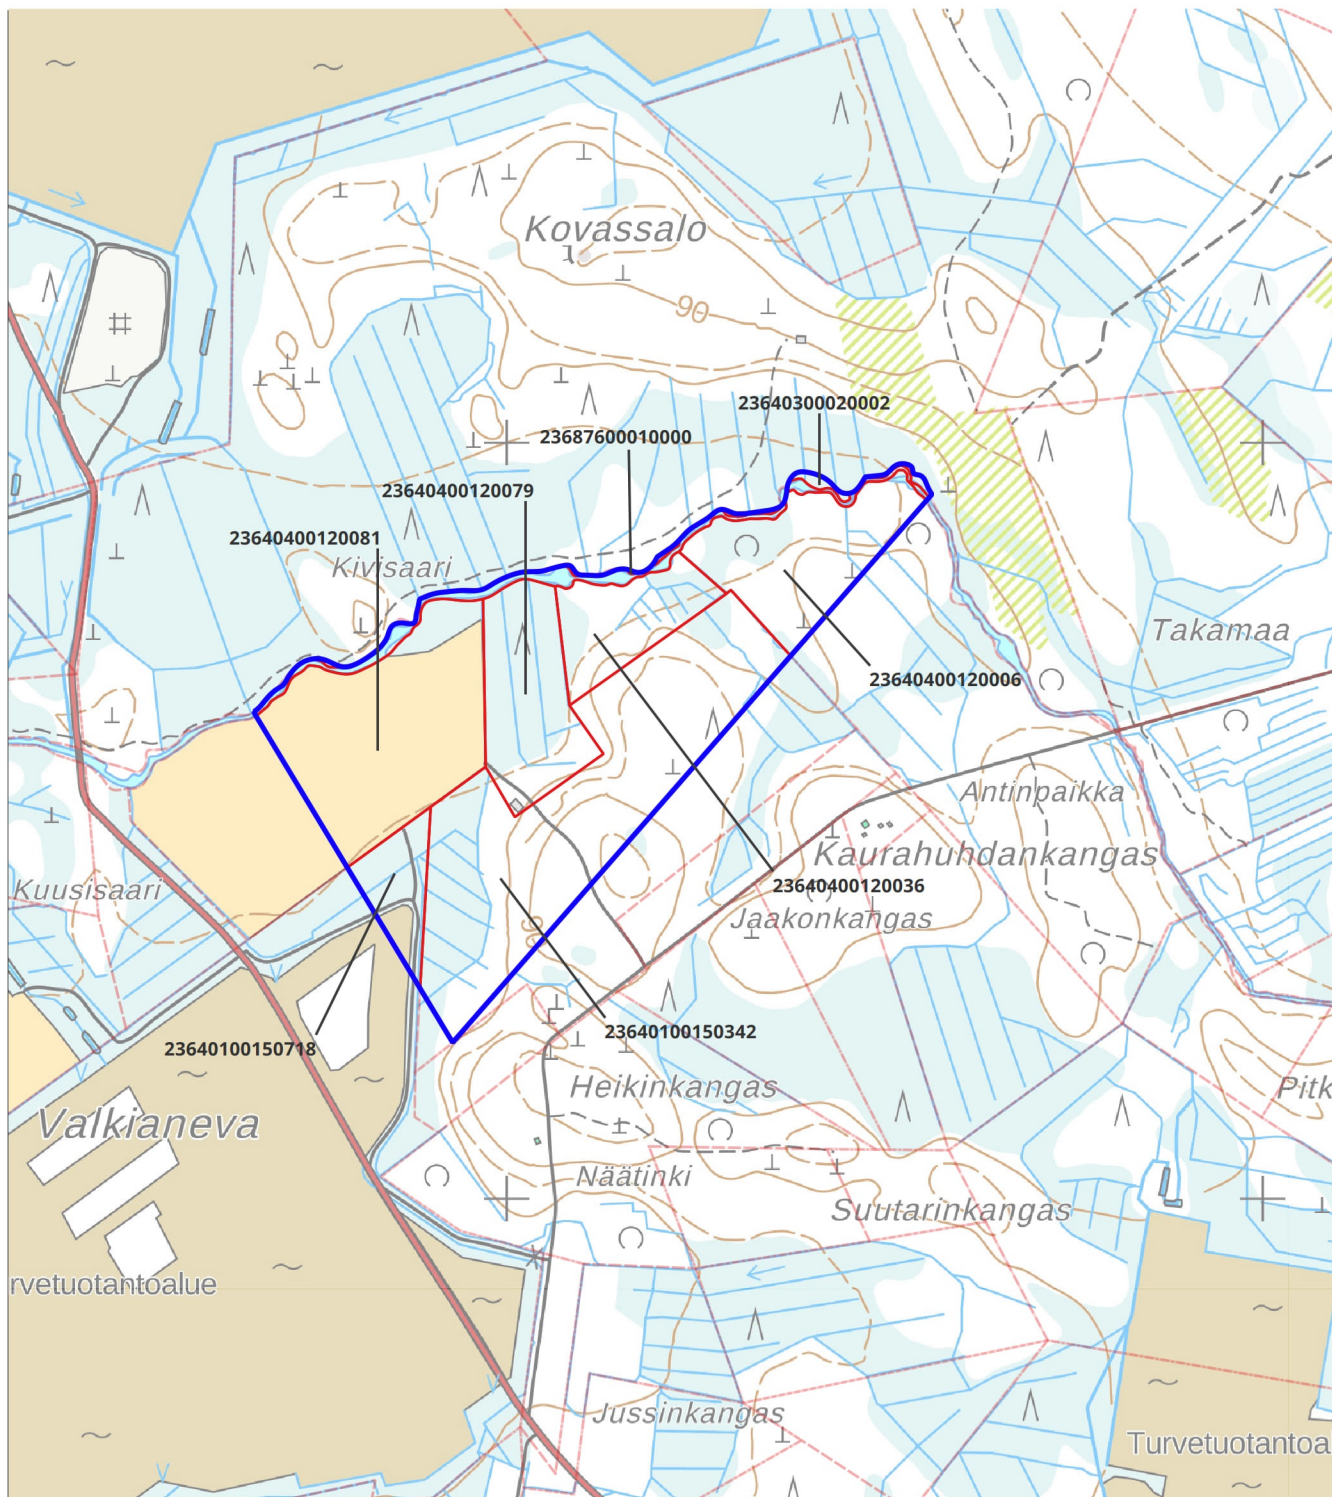 Kovassalo
90
23640300020002
23687600010000
23640400120079
23640400120081
Kivisaari
Takamaa
23640400120006
Antinpaikka
Kaurahuhdankangas
23640400120036
Kuusisaari
Jaakonkangas
90
23640100150342
23640100150718
Heikinkangas
Pitk
Valkianeva
Näätinki
Suutarinkangas
rvetuotantoalue
Jussinkangas
Turvetuotantoa